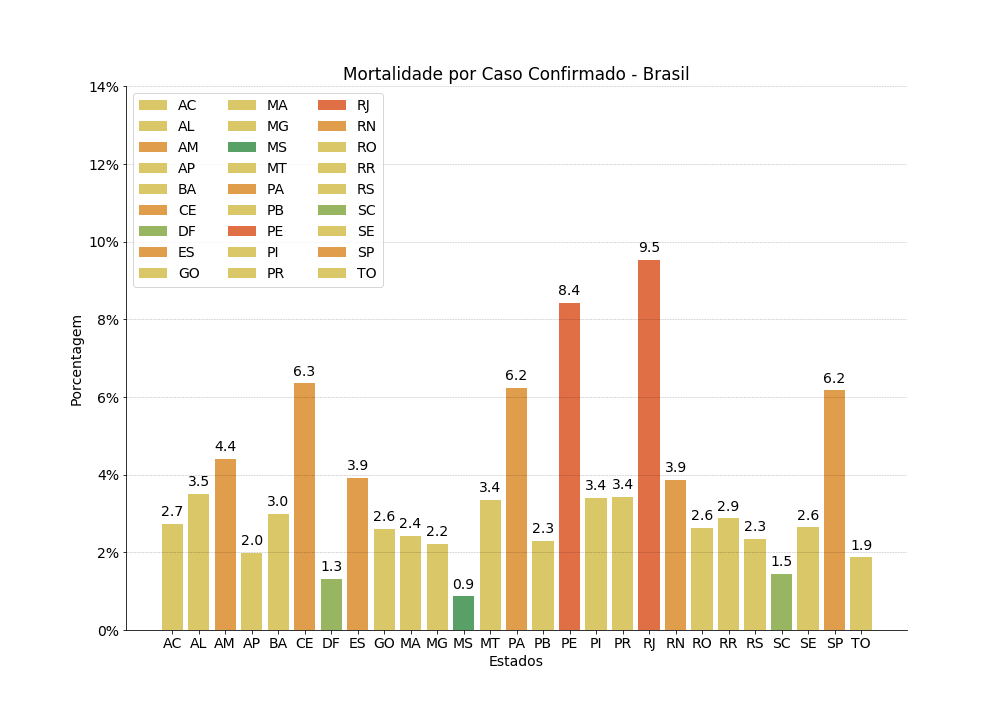 Mortalidade por Caso Confirmado - Brasil
14%
12%
10%
8%
6%
4%
2%
0%
Porcentagem
AC MA RJ
AL MG RN
AM MS RO
AP MT RR
BA PA RS
CE PB SC
DF PE SE
ES PI SP
GO PR TO
2.7 3.5 4.4 2.0 3.0 6.3 1.3 3.9 2.6 2.4 2.2 0.9 3.4 6.2 2.3 8.4 3.4 3.4 9.5 3.9 2.6 2.9 2.3 1.5 2.6 6.2 1.9
AC AL AM AP BA CE DF ES GO MA MG MS MT PA PB PE PI PR RJ RN RO RR RS SC SE SP TO
Estados